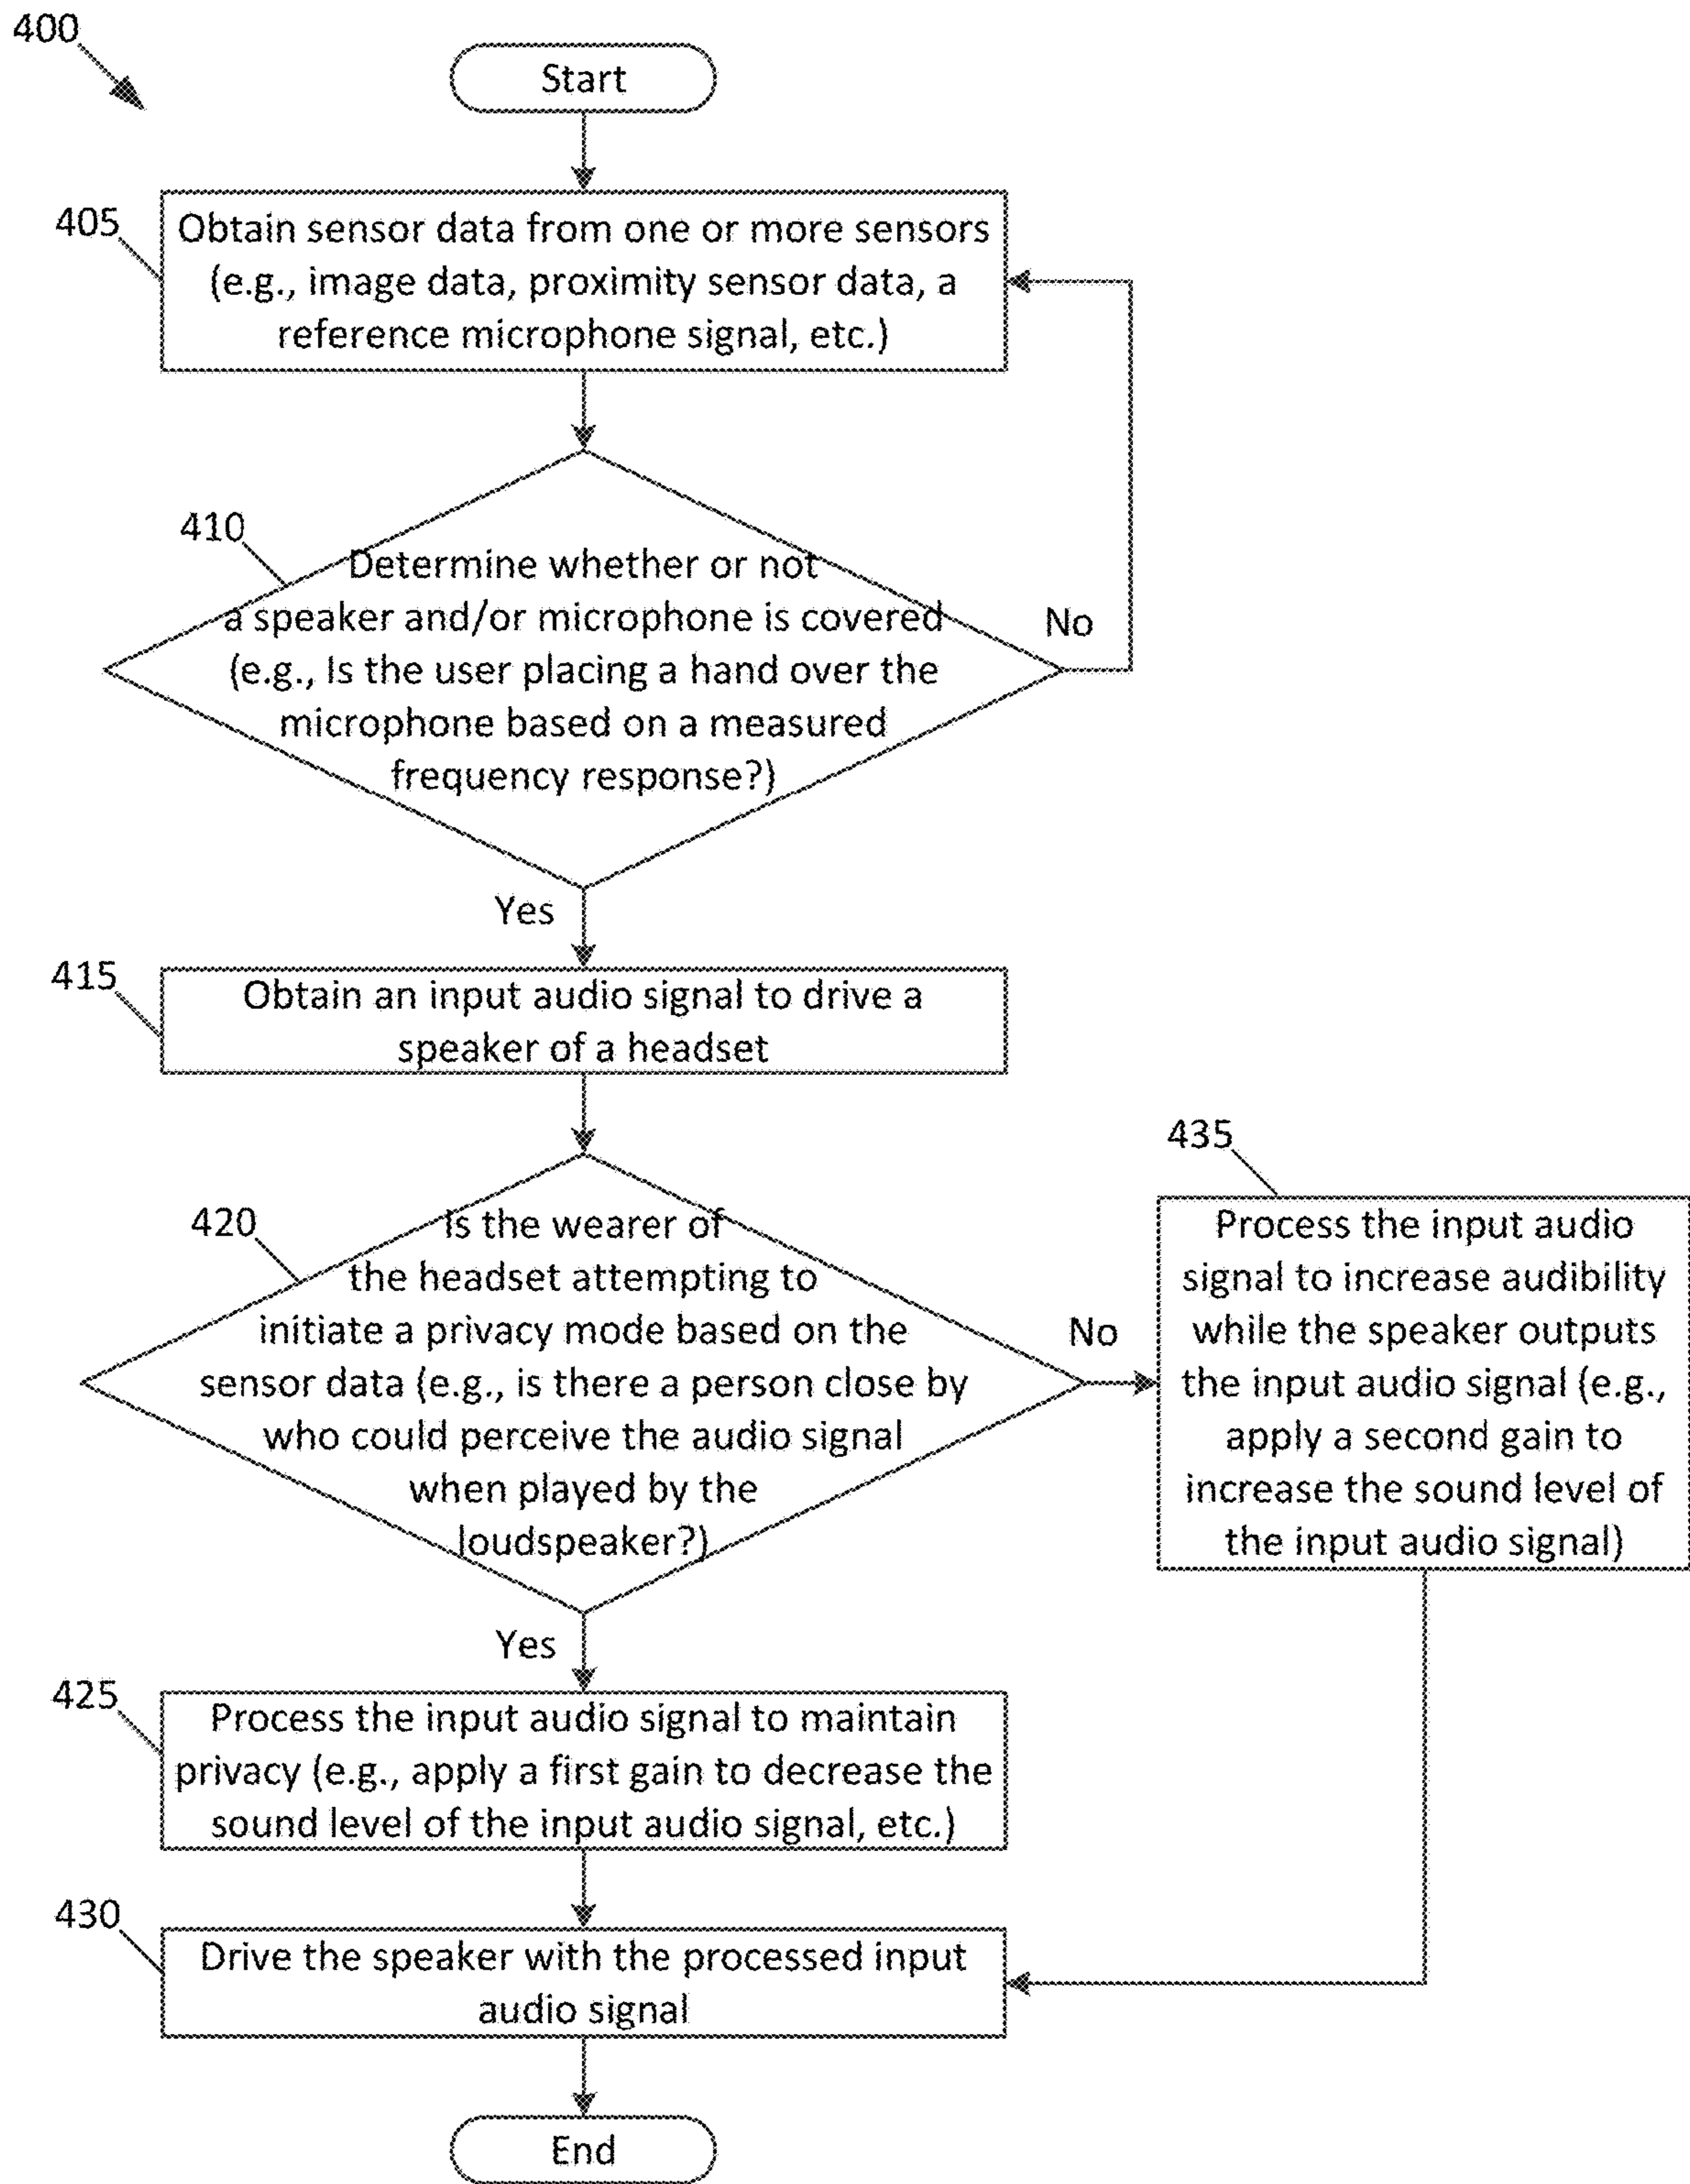 400
Start
405
Obtain sensor data from one or more sensors
(e.g., image data, proximity sensor data, a
reference microphone signal, etc.)
410
Determine whether or not
a speaker and/or microphone is covered
(e.g., Is the user placing a hand over the
microphone based on a measured
frequency response?)
No
Yes
415
Obtain an input audio signal to drive a
speaker of a headset
420
Is the wearer of
the headset attempting to
initiate a privacy mode based on the
sensor data (e.g., is there a person close by
who could perceive the audio signal
when played by the
loudspeaker?)
No
435
Process the input audio
signal to increase audibility
while the speaker outputs
the input audio signal (e.g.,
apply a second gain to
increase the sound level of
the input audio signal)
Yes
425
Process the input audio signal to maintain
privacy (e.g., apply a first gain to decrease the
sound level of the input audio signal, etc.)
430
Drive the speaker with the processed input
audio signal
End